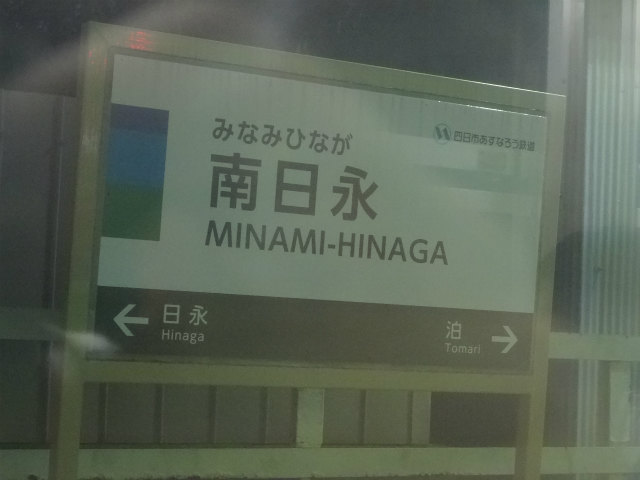 四日市あすなろう鉄道
みなみひなが
南日永
MINAMI-HINAGA
日永
Hinaga
泊
Tomari